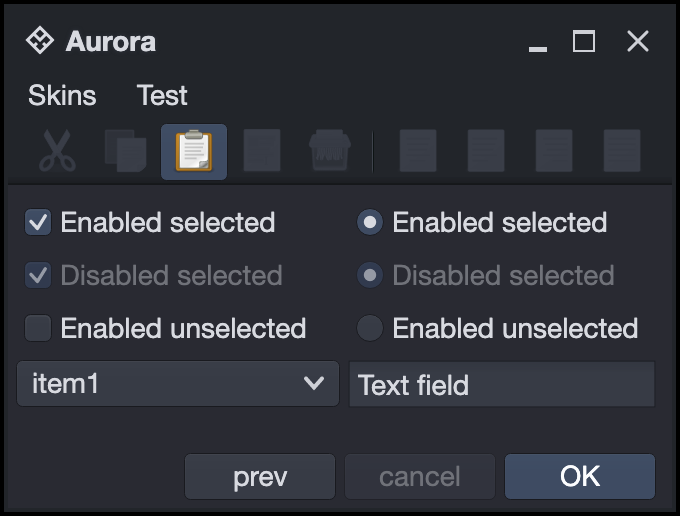 Aurora
Skins Test
Enabled selected Enabled selected
Disabled selected Disabled selected
Enabled unselected Enabled unselected
item1 Text field
prev cancel OK